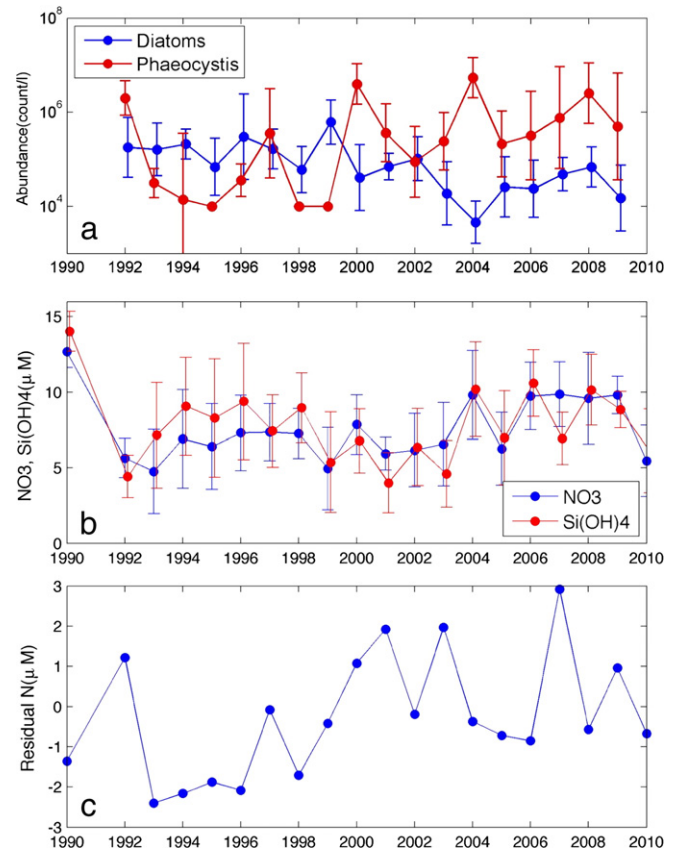 10^8
Diatoms
Phaeocystis
10^6
10^4
Abundance(count/l)
a
1990 1992 1994 1996 1998 2000 2002 2004 2006 2008 2010
15
10
5
0
NO3, Si(OH)4(μ M)
NO3
Si(OH)4
b
1990 1992 1994 1996 1998 2000 2002 2004 2006 2008 2010
3
2
1
0
-1
-2
-3
Residual N(μ M)
c
1990 1992 1994 1996 1998 2000 2002 2004 2006 2008 2010